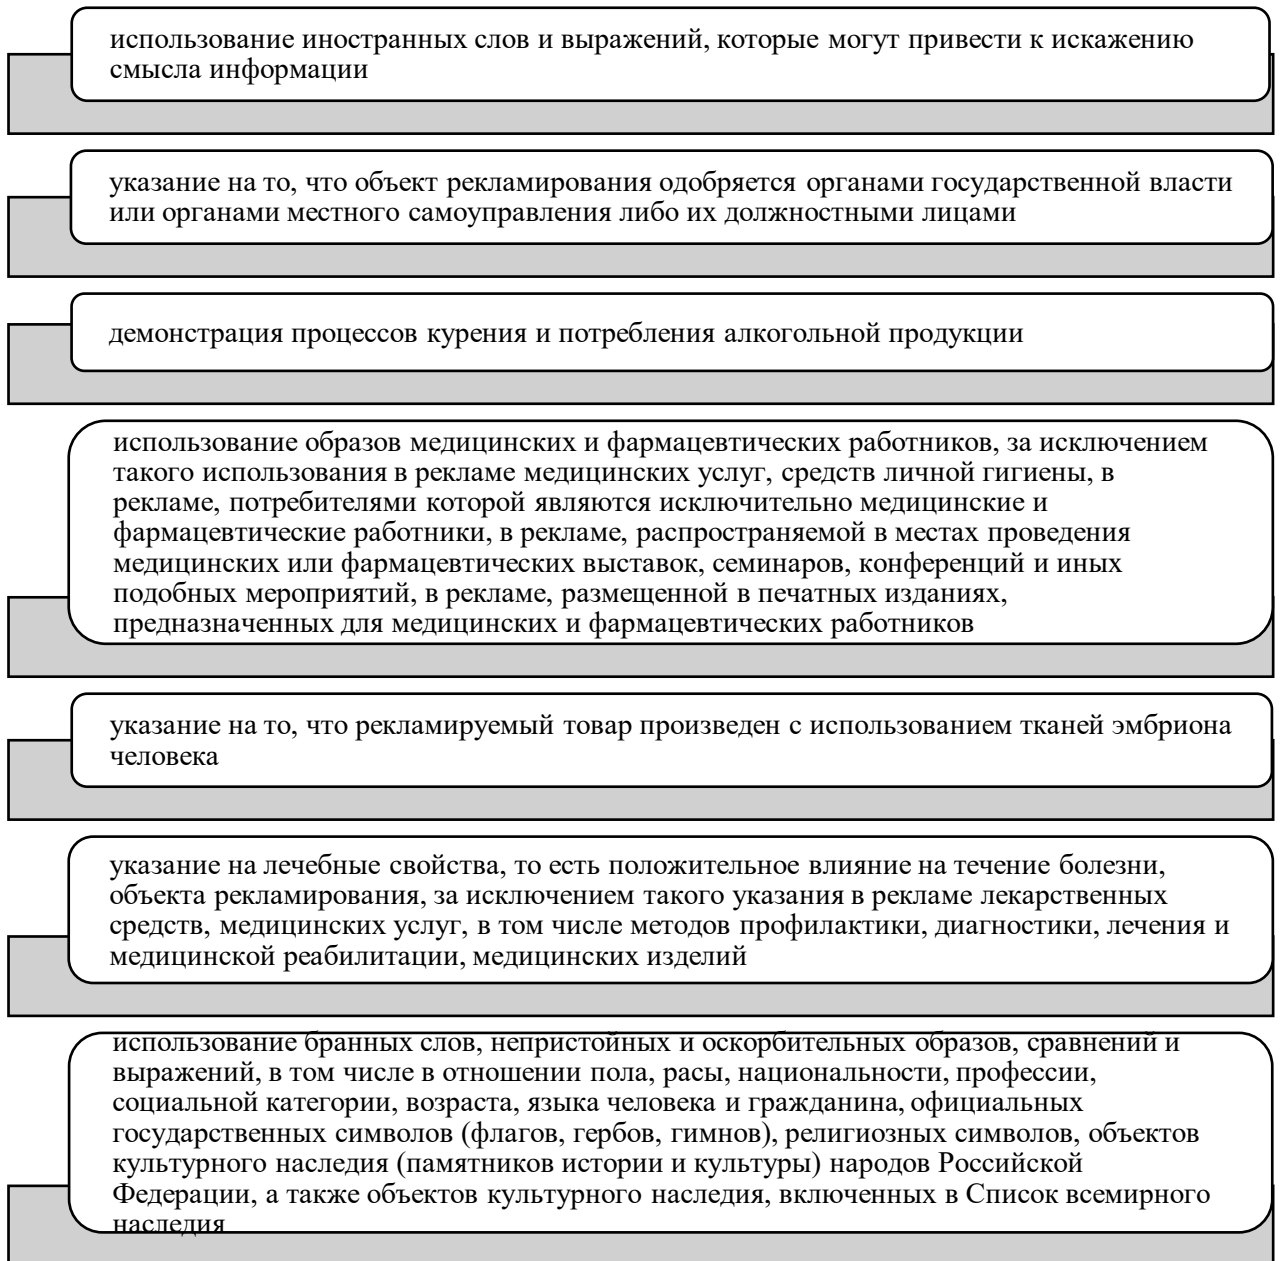 использование иностранных слов и выражений, которые могут привести к искажению
смысла информации
указание на то, что объект рекламирования одобряется органами государственной власти
или органами местного самоуправления либо их должностными лицами
демонстрация процессов курения и потребления алкогольной продукции
использование образов медицинских и фармацевтических работников, за исключением
такого использования в рекламе медицинских услуг, средств личной гигиены, в
рекламе, потребителями которой являются исключительно медицинские и
фармацевтические работники, в рекламе, распространяемой в местах проведения
медицинских или фармацевтических выставок, семинаров, конференций и иных
подобных мероприятий, в рекламе, размещенной в печатных изданиях,
предназначенных для медицинских и фармацевтических работников
указание на то, что рекламируемый товар произведен с использованием тканей эмбриона
человека
указание на лечебные свойства, то есть положительное влияние на течение болезни,
объекта рекламирования, за исключением такого указания в рекламе лекарственных
средств, медицинских услуг, в том числе методов профилактики, диагностики, лечения и
медицинской реабилитации, медицинских изделий
использование бранных слов, непристойных и оскорбительных образов, сравнений и
выражений, в том числе в отношении пола, расы, национальности, профессии,
социальной категории, возраста, языка человека и гражданина, официальных
государственных символов (флагов, гербов, гимнов), религиозных символов, объектов
культурного наследия (памятников истории и культуры) народов Российской
Федерации, а также объектов культурного наследия, включенных в Список всемирного
наследия